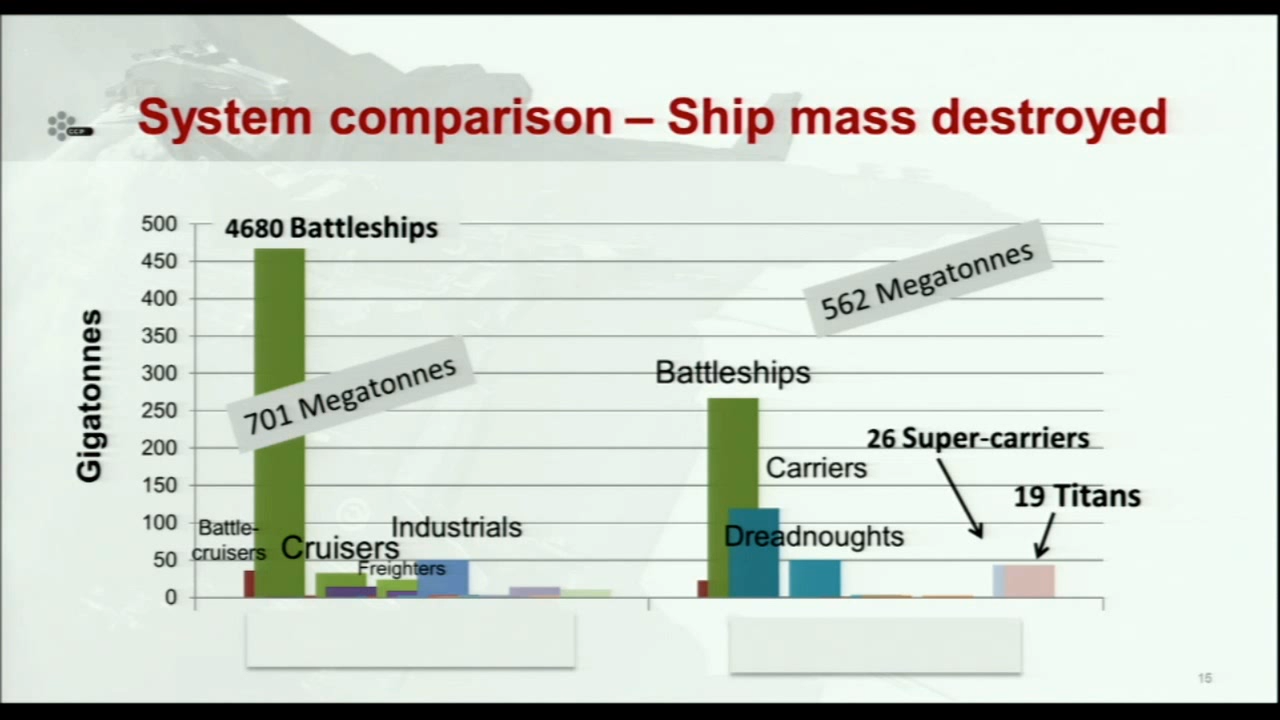 CCP
System comparison – Ship mass destroyed
Gigatonnes
500
450
400
350
300
250
200
150
100
50
0
4680 Battleships
701 Megatonnes
Battle-
cruisers
Cruisers
Freighters
Industrials
562 Megatonnes
Battleships
Carriers
Dreadnoughts
26 Super-carriers
19 Titans
15